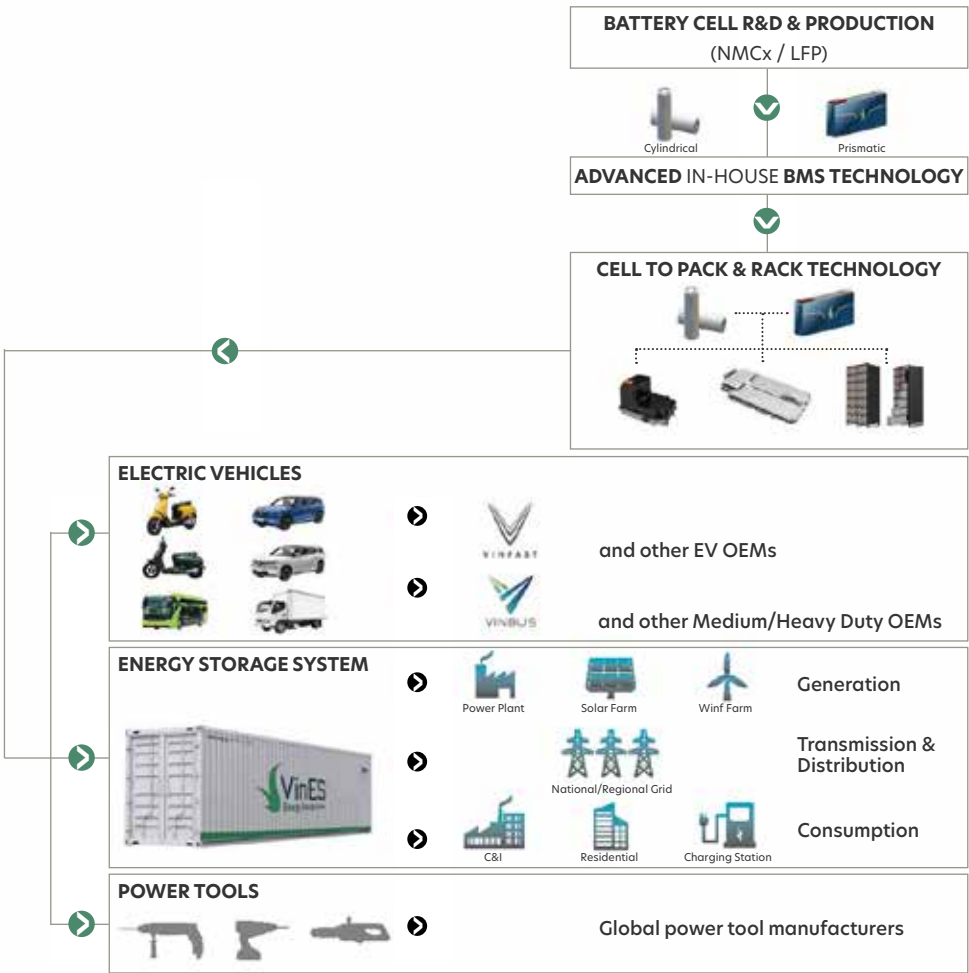 BATTERY CELL R&D & PRODUCTION
(NMCx / LFP)
Cylindrical
Prismatic
ADVANCED IN-HOUSE BMS TECHNOLOGY
CELL TO PACK & RACK TECHNOLOGY
ELECTRIC VEHICLES
VINFAST
and other EV OEMs
VINBUS
and other Medium/Heavy Duty OEMs
ENERGY STORAGE SYSTEM
Power Plant
Solar Farm
Winf Farm
Generation
VinES
Energy Solutions
National/Regional Grid
Transmission &
Distribution
C&I
Residential
Charging Station
Consumption
POWER TOOLS
Global power tool manufacturers